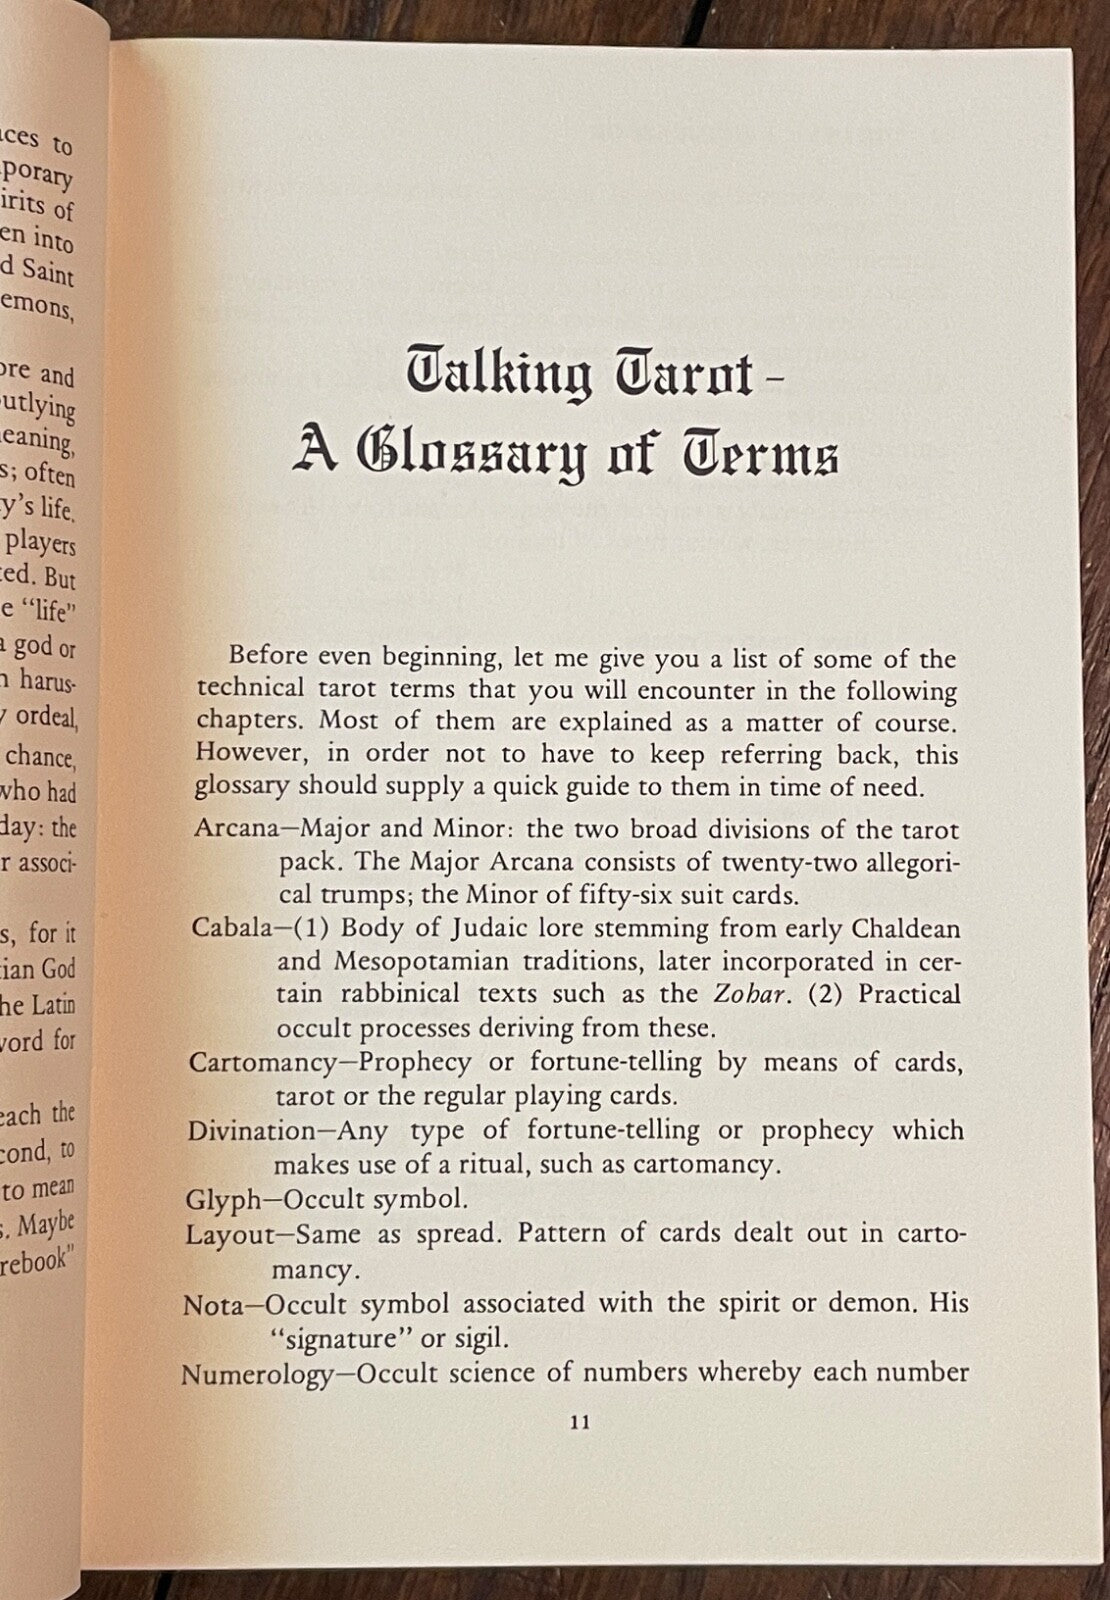 ces to
porary
irits of
en into
d Saint
emons,
ore and
utlying
eaning,
s; often
y's life.
players
ted. But
e "life"
a god or
n harus-
y ordeal,
chance,
who had
day: the
r associ-
s, for it
tian God
he Latin
word for
each the
cond, to
to mean
s. Maybe
rebook"
Talking Tarot –
A Glossary of Terms
Before even beginning, let me give you a list of some of the
technical tarot terms that you will encounter in the following
chapters. Most of them are explained as a matter of course.
However, in order not to have to keep referring back, this
glossary should supply a quick guide to them in time of need.
Arcana—Major and Minor: the two broad divisions of the tarot
pack. The Major Arcana consists of twenty-two allegori-
cal trumps; the Minor of fifty-six suit cards.
Cabala—(1) Body of Judaic lore stemming from early Chaldean
and Mesopotamian traditions, later incorporated in cer-
tain rabbinical texts such as the Zohar. (2) Practical
occult processes deriving from these.
Cartomancy—Prophecy or fortune-telling by means of cards,
tarot or the regular playing cards.
Divination—Any type of fortune-telling or prophecy which
makes use of a ritual, such as cartomancy.
Glyph—Occult symbol.
Layout—Same as spread. Pattern of cards dealt out in carto-
mancy.
Nota—Occult symbol associated with the spirit or demon. His
"signature" or sigil.
Numerology—Occult science of numbers whereby each number
11